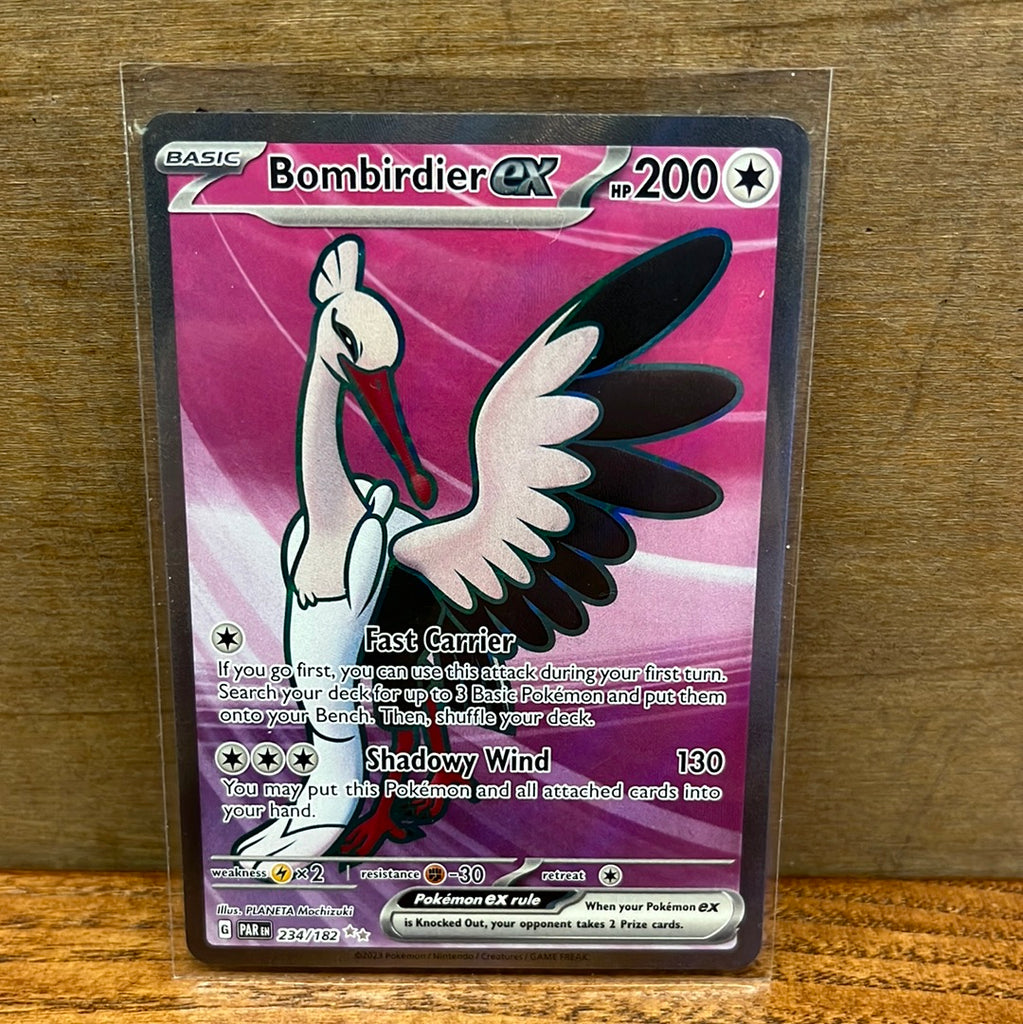 BASIC Bombirdier ex HP 200
Fast Carrier
If you go first, you can use this attack during your first turn.
Search your deck for up to 3 Basic Pokémon and put them
onto your Bench. Then, shuffle your deck.
Shadowy Wind 130
You may put this Pokémon and all attached cards into
your hand.
weakness ×2 resistance -30 retreat
Pokémon ex rule When your Pokémon ex
is Knocked Out, your opponent takes 2 Prize cards.
Illus. PLANETA Mochizuki
G PAR EN 234/182
©2023 Pokémon / Nintendo / Creatures / GAME FREAK